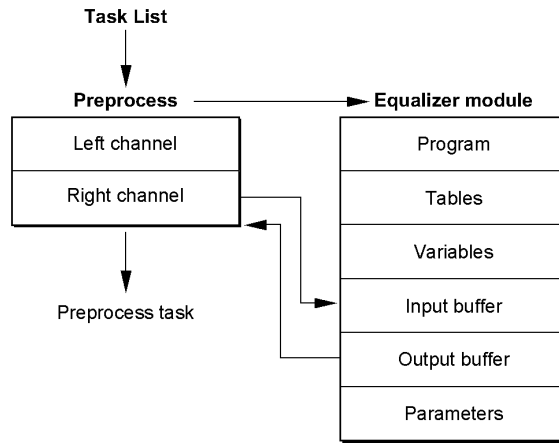 Task List
Preprocess
Equalizer module
Left channel
Right channel
Preprocess task
Program
Tables
Variables
Input buffer
Output buffer
Parameters